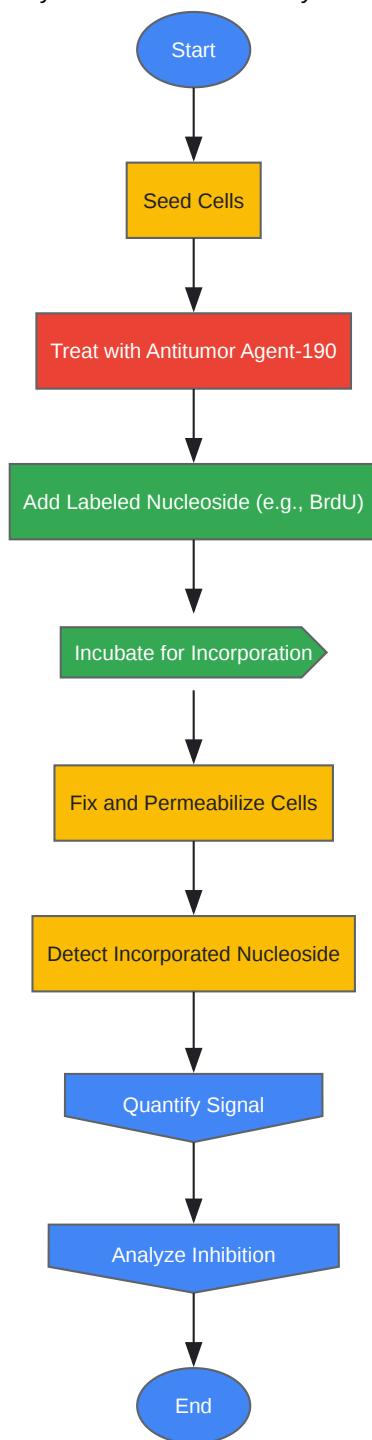 Start
Seed Cells
Treat with Antitumor Agent-190
Add Labeled Nucleoside (e.g., BrdU)
Incubate for Incorporation
Fix and Permeabilize Cells
Detect Incorporated Nucleoside
Quantify Signal
Analyze Inhibition
End